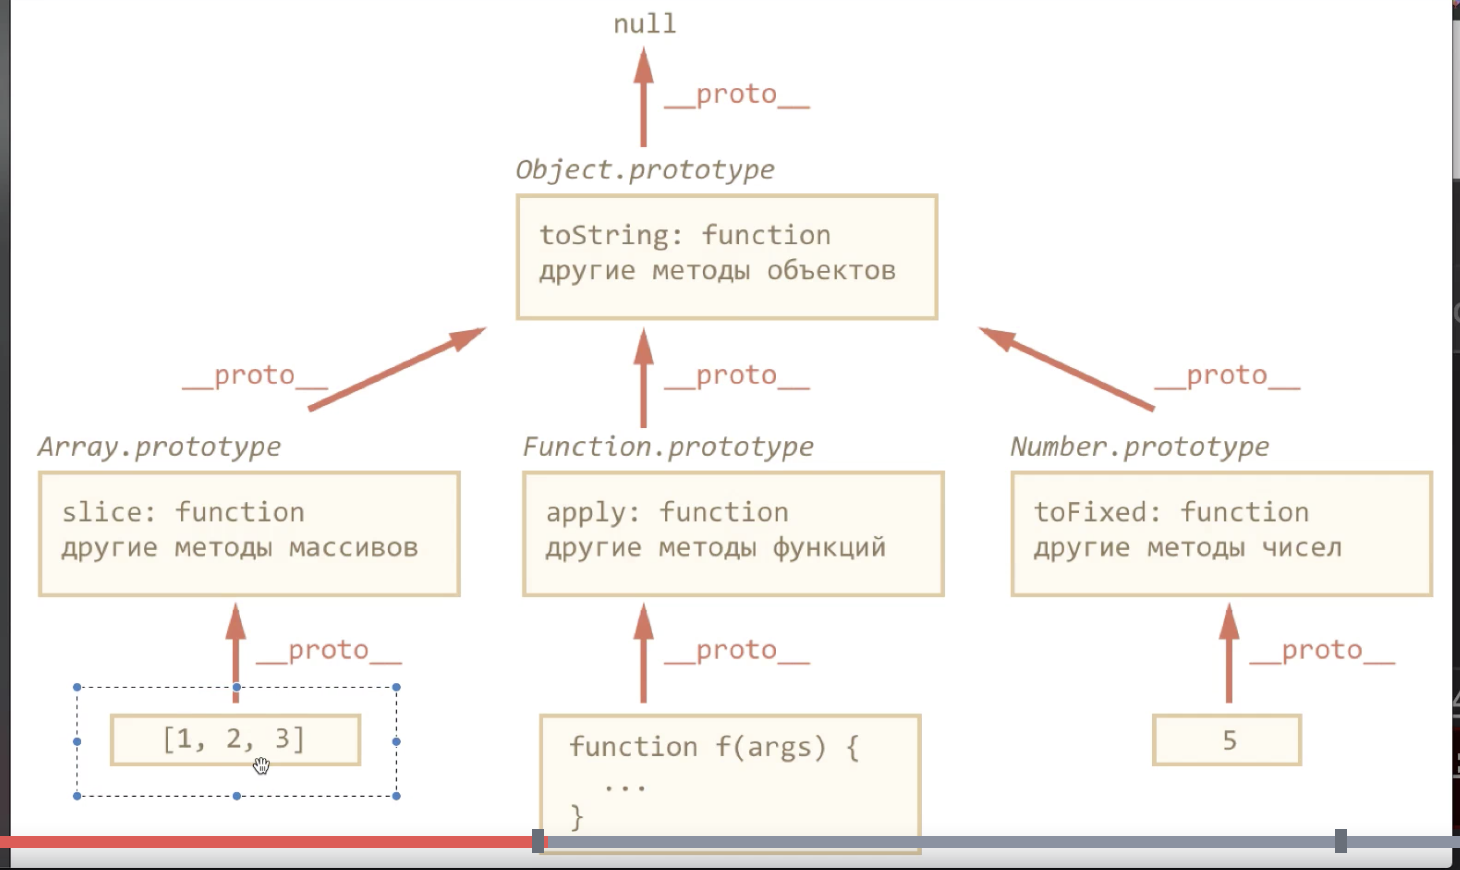 null
__proto__
Object.prototype
toString: function
другие методы объектов
__proto__
__proto__
__proto__
Array.prototype
Function.prototype
Number.prototype
slice: function
другие методы массивов
apply: function
другие методы функций
toFixed: function
другие методы чисел
__proto__
__proto__
__proto__
[1, 2, 3]
function f(args) {
...
}
5